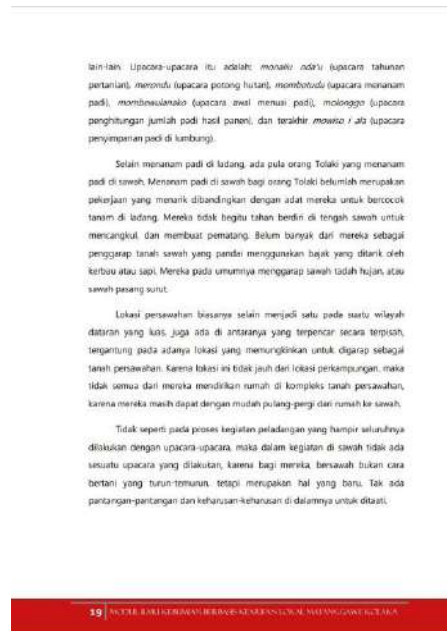 lain-lain. Upacara-upacara itu adalah: monahu nda'u (upacara tahunan
pertanian), merondu (upacara potong hutan), mombotudu (upacara menanam
padi), mombewulanako (upacara awal menuai padi), molonggo (upacara
penghitungan jumlah padi hasil panen), dan terakhir mowiso i ala (upacara
penyimpanan padi di lumbung).
Selain menanam padi di ladang, ada pula orang Tolaki yang menanam
padi di sawah. Menanam padi di sawah bagi orang Tolaki belumlah merupakan
pekerjaan yang menarik dibandingkan dengan adat mereka untuk bercocok
tanam di ladang. Mereka tidak begitu tahan berdiri di tengah sawah untuk
mencangkul, dan membuat pematang. Belum banyak dari mereka sebagai
penggarap tanah sawah yang pandai menggunakan bajak yang ditarik oleh
kerbau atau sapi. Mereka pada umumnya menggarap sawah tadah hujan, atau
sawah pasang surut.
Lokasi persawahan biasanya selain menjadi satu pada suatu wilayah
dataran yang luas, juga ada di antaranya yang terpencar secara terpisah,
tergantung pada adanya lokasi yang memungkinkan untuk digarap sebagai
tanah persawahan. Karena lokasi ini tidak jauh dari lokasi perkampungan, maka
tidak semua dari mereka mendirikan rumah di kompleks tanah persawahan,
karena mereka masih dapat dengan mudah pulang-pergi dari rumah ke sawah.
Tidak seperti pada proses kegiatan peladangan yang hampir seluruhnya
dilakukan dengan upacara-upacara, maka dalam kegiatan di sawah tidak ada
sesuatu upacara yang dilakukan, karena bagi mereka, bersawah bukan cara
bertani yang turun-temurun, tetapi merupakan hal yang baru. Tak ada
pantangan-pantangan dan keharusan-keharusan di dalamnya untuk ditaati.
19 MODUL ILMU KEBUMIAN BERBASIS KEARIFAN LOKAL